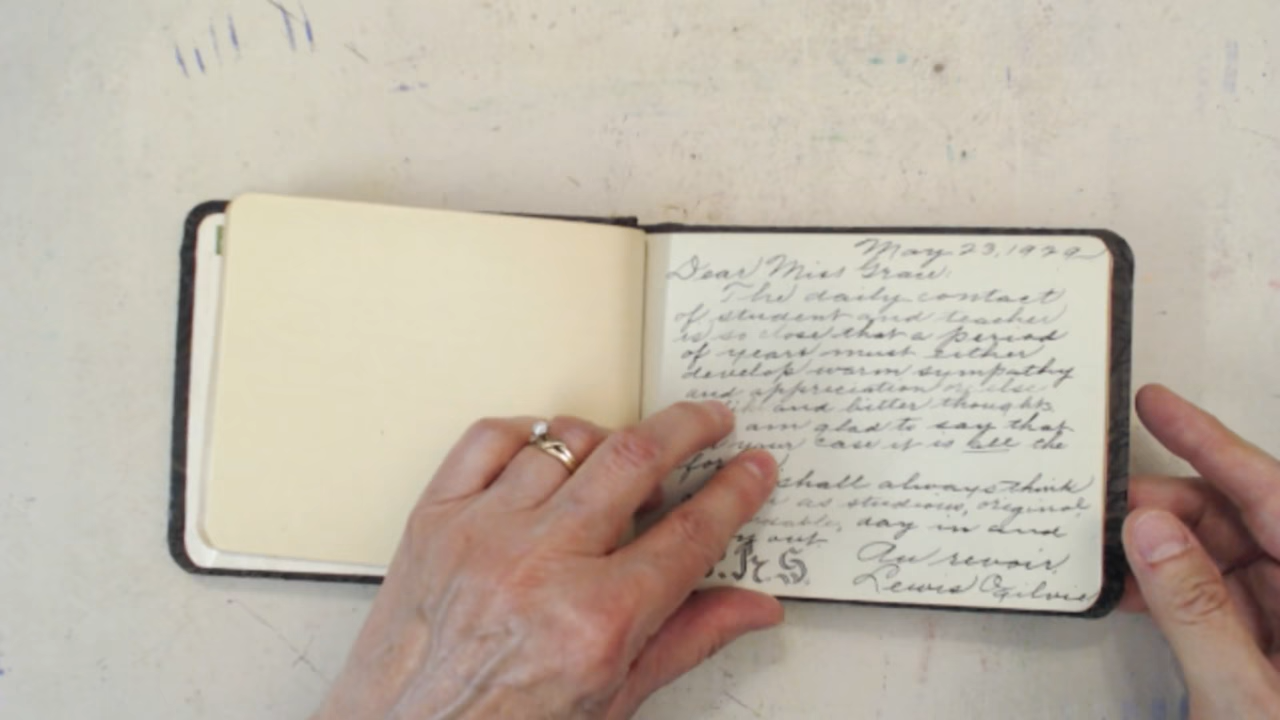 May 23, 1929
Dear Miss Grace:
The daily contact
of student and teacher
is so close that a period
of years must either
develop warm sympathy
and appreciation or else
and bitter thoughts.
am glad to say that
your case it is all the
shall always think
as studious, original
day in and
out.
Au revoir,
Lewis Ogilvie